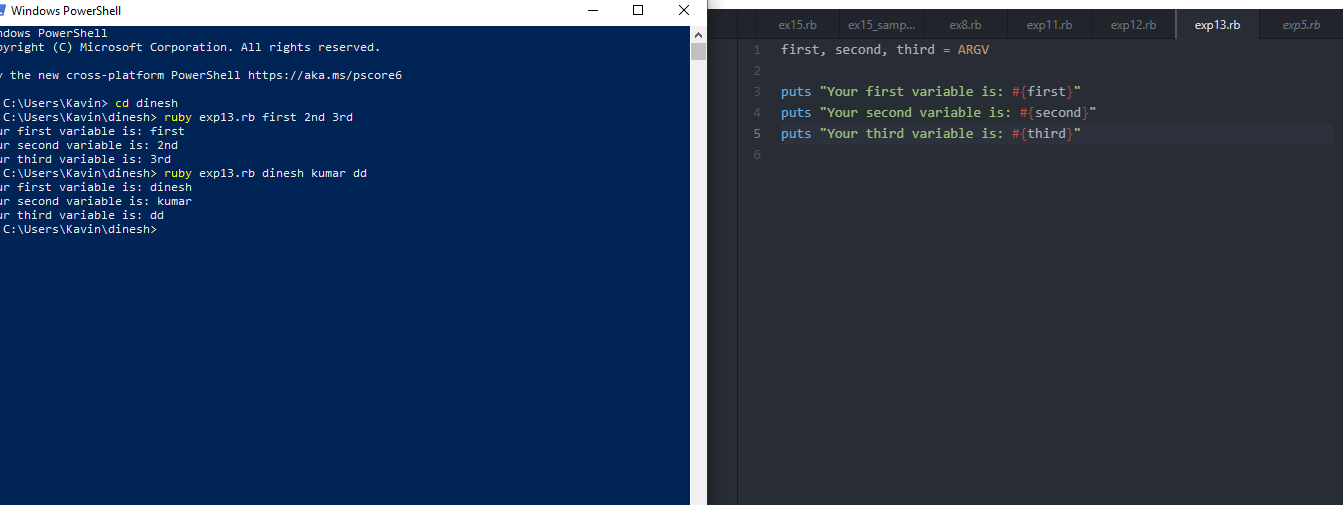 Windows PowerShell
ndows PowerShell
pyright (C) Microsoft Corporation. All rights reserved.
y the new cross-platform PowerShell https://aka.ms/pscore6
C:\Users\Kavin> cd dinesh
C:\Users\Kavin\dinesh> ruby exp13.rb first 2nd 3rd
ur first variable is: first
ur second variable is: 2nd
ur third variable is: 3rd
C:\Users\Kavin\dinesh> ruby exp13.rb dinesh kumar dd
ur first variable is: dinesh
ur second variable is: kumar
ur third variable is: dd
C:\Users\Kavin\dinesh>
ex15.rb ex15_samp... ex8.rb exp11.rb exp12.rb exp13.rb exp5.rb
1 first, second, third = ARGV
2
3 puts "Your first variable is: #{first}"
4 puts "Your second variable is: #{second}"
5 puts "Your third variable is: #{third}"
6